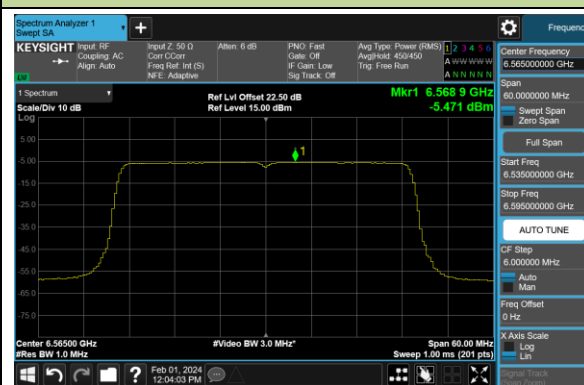 Spectrum Analyzer 1
Swept SA
Frequen
KEYSIGHT
Input: RF
Coupling: AC
Align: Auto
Input Z: 50 Ω
Corr CCorr
Freq Ref: Int (S)
NFE: Adaptive
Atten: 6 dB
PNO: Fast
Gate: Off
IF Gain: Low
Sig Track: Off
Avg Type: Power (RMS)
Avg|Hold: 450/450
Trig: Free Run
1 2 3 4 5 6
A W W W W W
A N N N N N
LXI
1 Spectrum
Scale/Div 10 dB
Log
Ref Lvl Offset 22.50 dB
Ref Level 15.00 dBm
Mkr1 6.568 9 GHz
-5.471 dBm
1
5.00
-5.00
-15.0
-25.0
-35.0
-45.0
-55.0
-65.0
-75.0
Center 6.56500 GHz
#Res BW 1.0 MHz
#Video BW 3.0 MHz*
Span 60.00 MHz
Sweep 1.00 ms (201 pts)
Center Frequency
6.565000000 GHz
Span
60.0000000 MHz
Swept Span
Zero Span
Full Span
Start Freq
6.535000000 GHz
Stop Freq
6.595000000 GHz
AUTO TUNE
CF Step
6.000000 MHz
Auto
Man
Freq Offset
0 Hz
X Axis Scale
Log
Lin
Signal Track
(Span Zoom)
Feb 01, 2024
12:04:03 PM